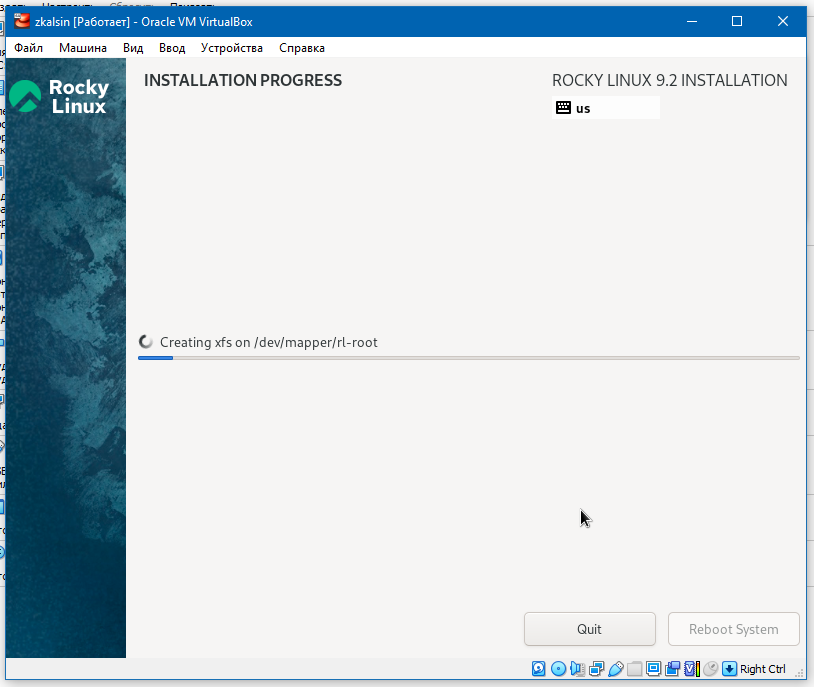 zkalsin [Работает] - Oracle VM VirtualBox
Файл Машина Вид Ввод Устройства Справка
Rocky
Linux
INSTALLATION PROGRESS
ROCKY LINUX 9.2 INSTALLATION
us
Creating xfs on /dev/mapper/rl-root
Quit
Reboot System
Right Ctrl